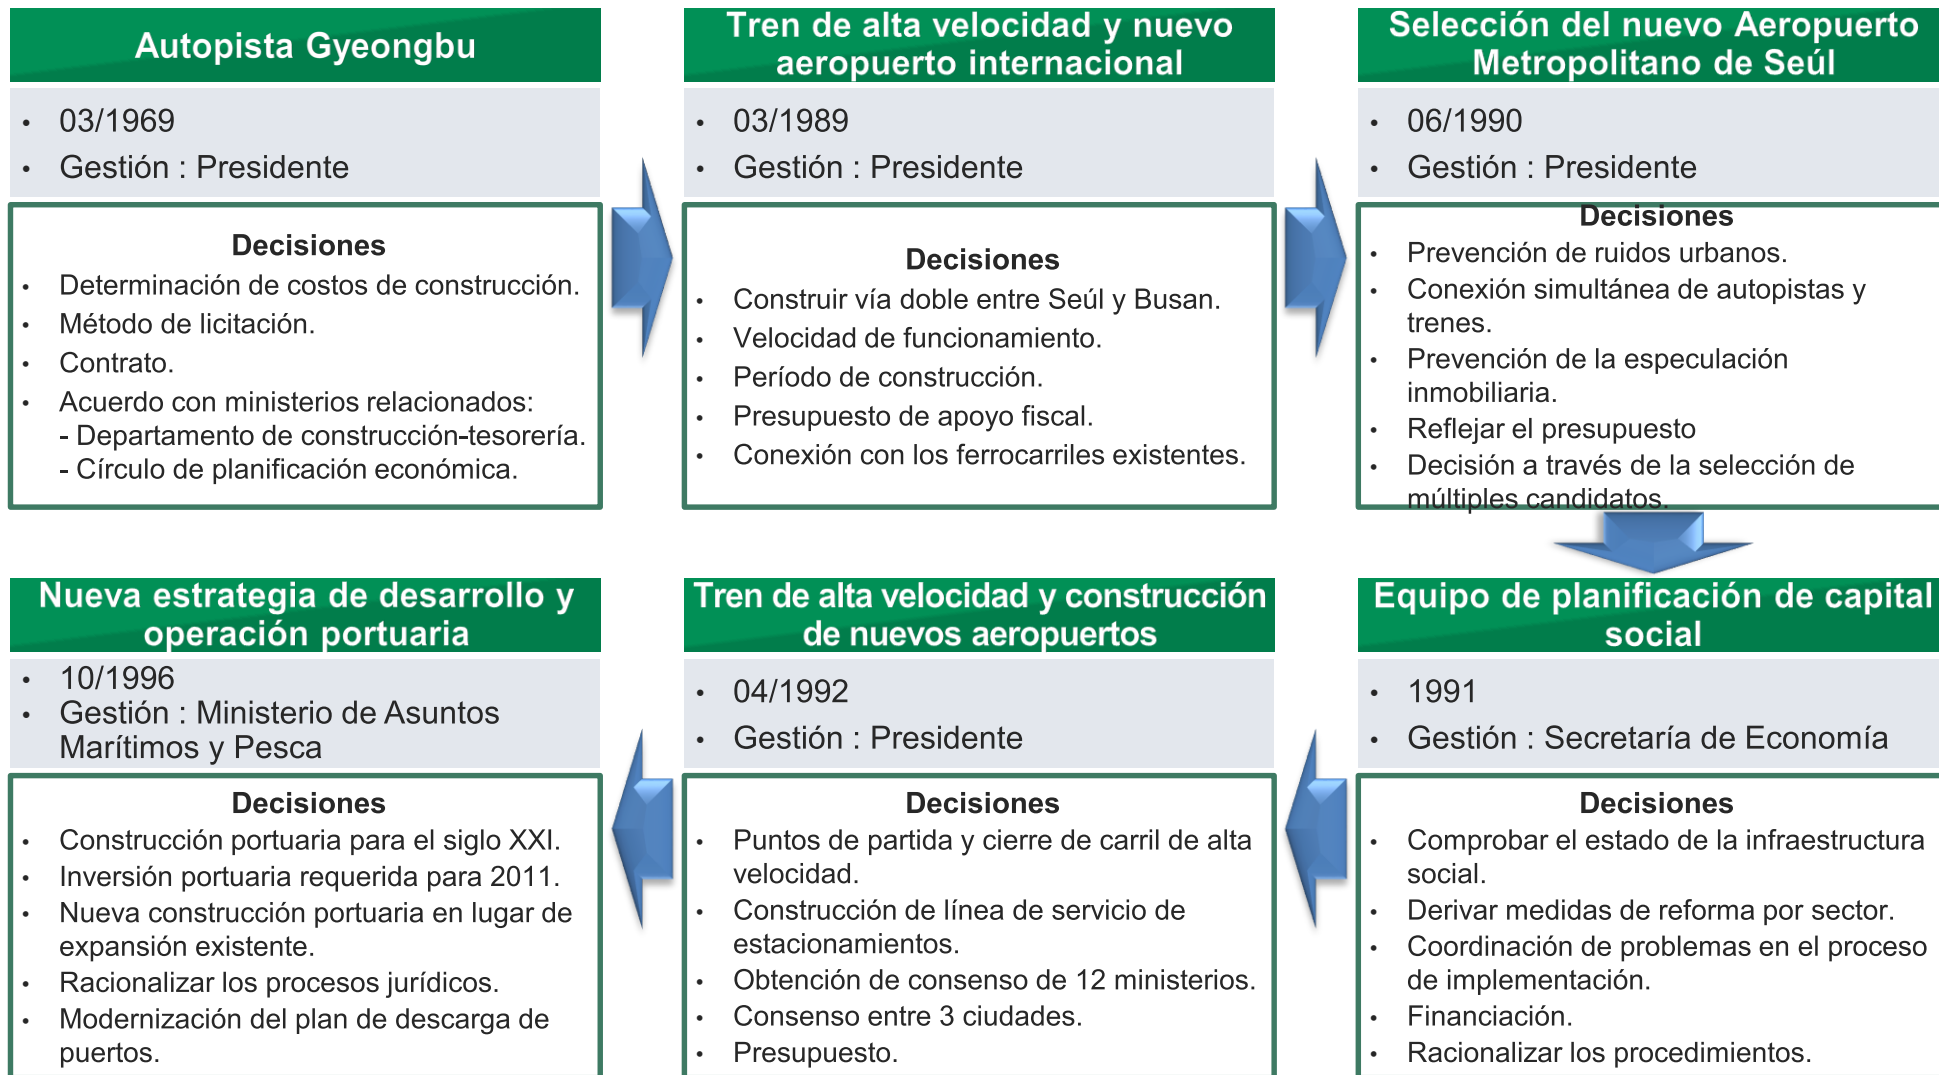 Autopista Gyeongbu
• 03/1969
• Gestión : Presidente
Decisiones
• Determinación de costos de construcción.
• Método de licitación.
• Contrato.
• Acuerdo con ministerios relacionados:
- Departamento de construcción-tesorería.
- Círculo de planificación económica.
Tren de alta velocidad y nuevo
aeropuerto internacional
• 03/1989
• Gestión : Presidente
Decisiones
• Construir vía doble entre Seúl y Busan.
• Velocidad de funcionamiento.
• Período de construcción.
• Presupuesto de apoyo fiscal.
• Conexión con los ferrocarriles existentes.
Selección del nuevo Aeropuerto
Metropolitano de Seúl
• 06/1990
• Gestión : Presidente
Decisiones
• Prevención de ruidos urbanos.
• Conexión simultánea de autopistas y
trenes.
• Prevención de la especulación
inmobiliaria.
• Reflejar el presupuesto
• Decisión a través de la selección de
múltiples candidatos.
Equipo de planificación de capital
social
• 1991
• Gestión : Secretaría de Economía
Decisiones
• Comprobar el estado de la infraestructura
social.
• Derivar medidas de reforma por sector.
• Coordinación de problemas en el proceso
de implementación.
• Financiación.
• Racionalizar los procedimientos.
Tren de alta velocidad y construcción
de nuevos aeropuertos
• 04/1992
• Gestión : Presidente
Decisiones
• Puntos de partida y cierre de carril de alta
velocidad.
• Construcción de línea de servicio de
estacionamientos.
• Obtención de consenso de 12 ministerios.
• Consenso entre 3 ciudades.
• Presupuesto.
Nueva estrategia de desarrollo y
operación portuaria
• 10/1996
• Gestión : Ministerio de Asuntos
Marítimos y Pesca
Decisiones
• Construcción portuaria para el siglo XXI.
• Inversión portuaria requerida para 2011.
• Nueva construcción portuaria en lugar de
expansión existente.
• Racionalizar los procesos jurídicos.
• Modernización del plan de descarga de
puertos.